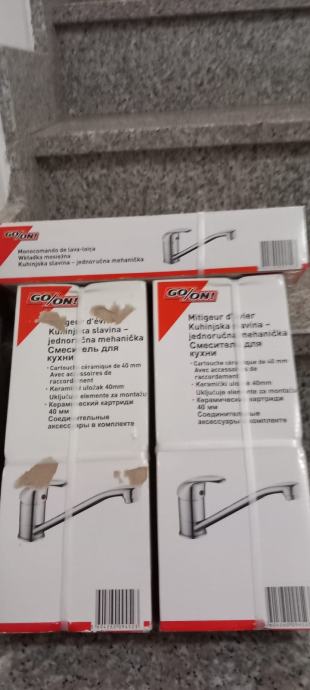 GO/ON!
Monocomando de lava-loiça
Wkładka mosiężna
Kuhinjska slavina – jednoručna mehanička
GO/ON!
d'évier
slavina –
jednoručna mehanička
для
кухни
• Cartouche céramique de 40 mm
Avec accessoires de
raccordement
• Keramički uložak 40mm
Uključuje elemente za montažu
• Керамический картридж
40 мм
Соединительные
аксессуары в комплекте
GO/ON!
Mitigeur d'évier
Kuhinjska slavina –
jednoručna mehanička
Смеситель для
кухни
• Cartouche céramique de 40 mm
Avec accessoires de
raccordement
• Keramički uložak 40mm
Uključuje elemente za montažu
• Керамический картридж
40 мм
Соединительные
аксессуары в комплекте